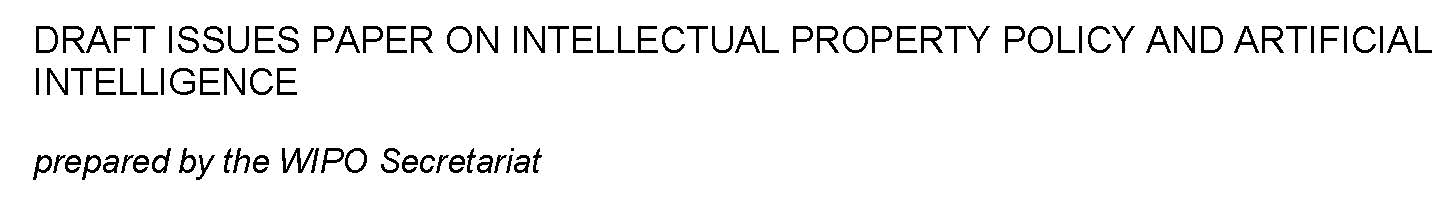 DRAFT ISSUES PAPER ON INTELLECTUAL PROPERTY POLICY AND ARTIFICIAL
INTELLIGENCE
prepared by the WIPO Secretariat